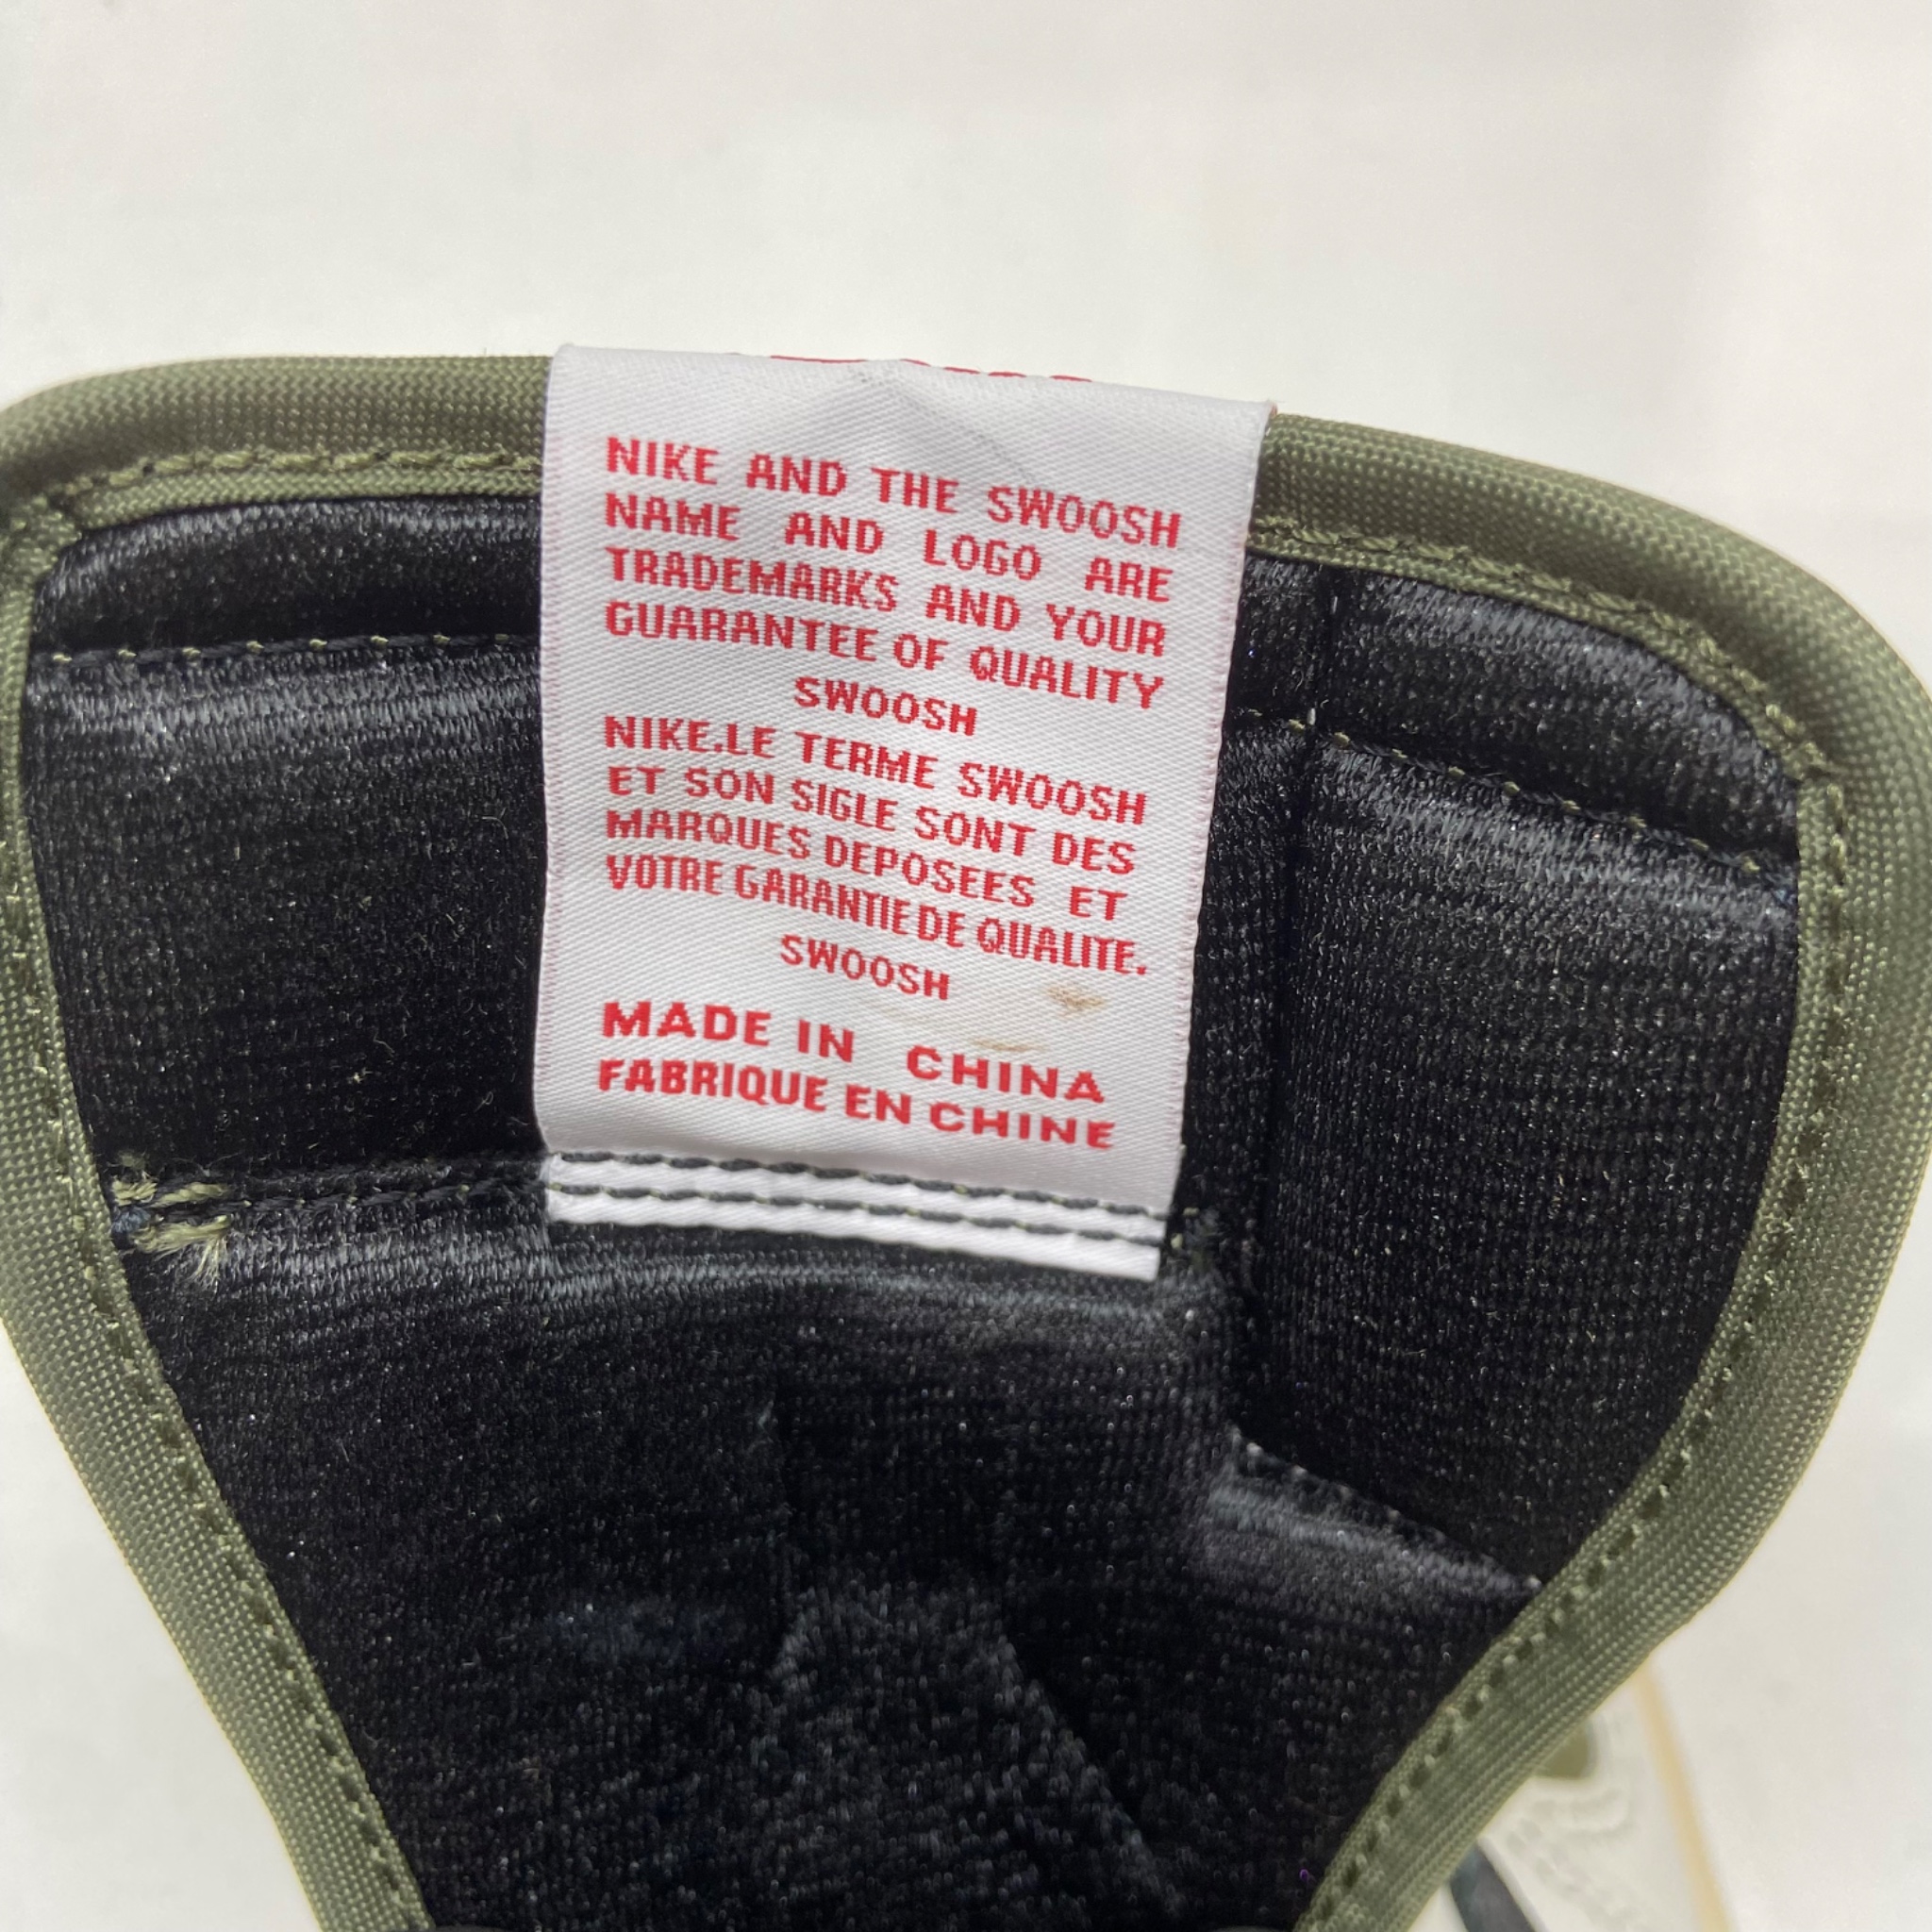 NIKE AND THE SWOOSH
NAME AND LOGO ARE
TRADEMARKS AND YOUR
GUARANTEE OF QUALITY
SWOOSH
NIKE.LE TERME SWOOSH
ET SON SIGLE SONT DES
MARQUES DEPOSEES ET
VOTRE GARANTIE DE QUALITE.
SWOOSH
MADE IN CHINA
FABRIQUE EN CHINE